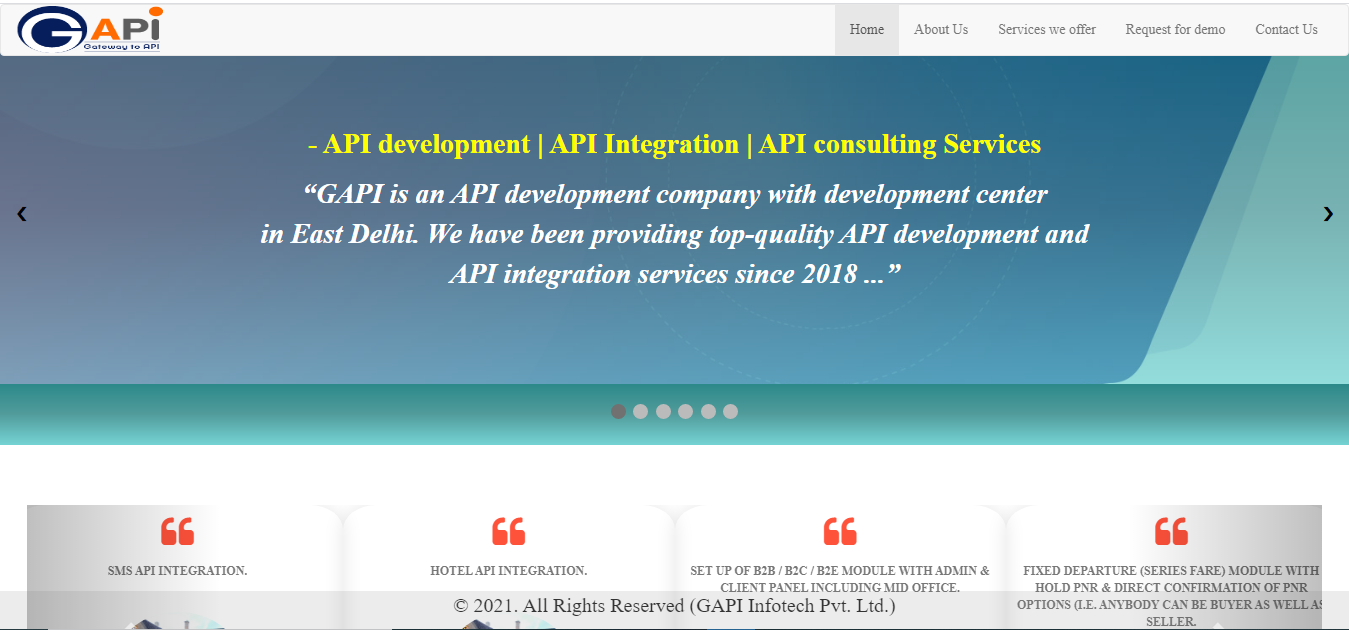 GAPi
Gateway to API
Home About Us Services we offer Request for demo Contact Us
- API development | API Integration | API consulting Services
“GAPI is an API development company with development center
in East Delhi. We have been providing top-quality API development and
API integration services since 2018 ...”
SMS API INTEGRATION.
HOTEL API INTEGRATION.
SET UP OF B2B / B2C / B2E MODULE WITH ADMIN &
CLIENT PANEL INCLUDING MID OFFICE.
FIXED DEPARTURE (SERIES FARE) MODULE WITH
HOLD PNR & DIRECT CONFIRMATION OF PNR
OPTIONS (I.E. ANYBODY CAN BE BUYER AS WELL AS
SELLER.
© 2021. All Rights Reserved (GAPI Infotech Pvt. Ltd.)